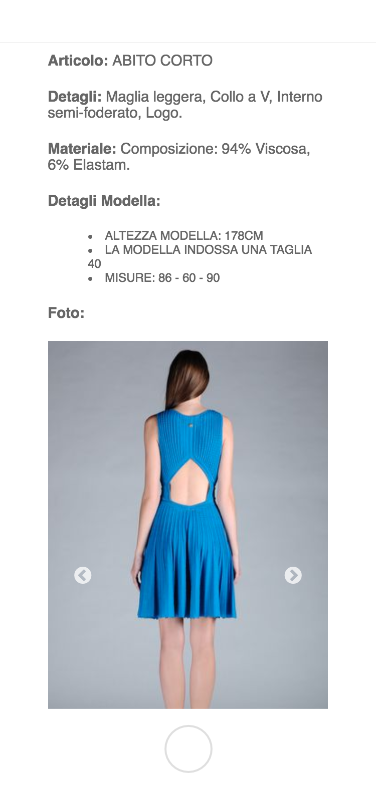 Articolo: ABITO CORTO
Detagli: Maglia leggera, Collo a V, Interno
semi-foderato, Logo.
Materiale: Composizione: 94% Viscosa,
6% Elastam.
Detagli Modella:
• ALTEZZA MODELLA: 178CM
• LA MODELLA INDOSSA UNA TAGLIA
40
• MISURE: 86 - 60 - 90
Foto: